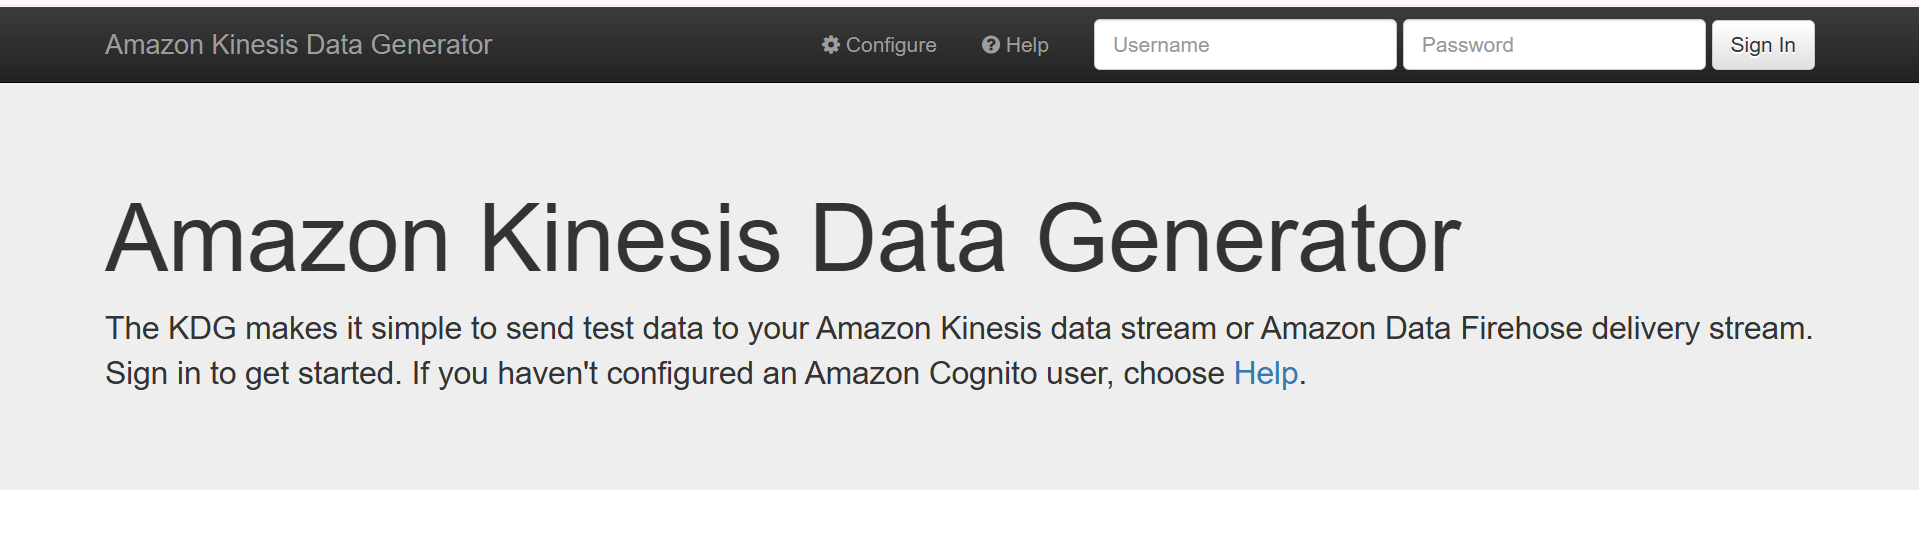 Amazon Kinesis Data Generator
Configure
Help
Username
Password
Sign In
Amazon Kinesis Data Generator
The KDG makes it simple to send test data to your Amazon Kinesis data stream or Amazon Data Firehose delivery stream.
Sign in to get started. If you haven't configured an Amazon Cognito user, choose Help.